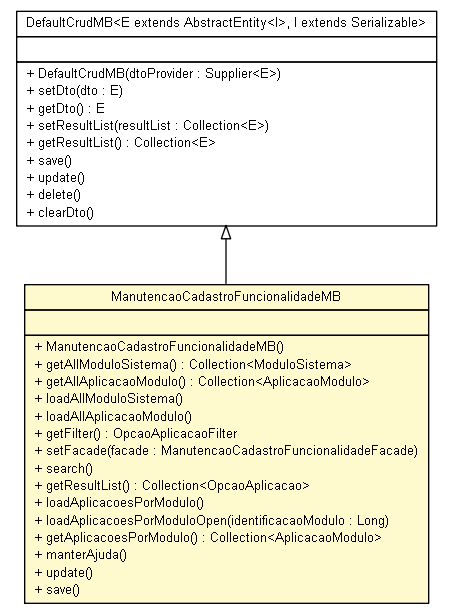 DefaultCrudMB<E extends AbstractEntity<I>, I extends Serializable>
+ DefaultCrudMB(dtoProvider : Supplier<E>)
+ setDto(dto : E)
+ getDto() : E
+ setResultList(resultList : Collection<E>)
+ getResultList() : Collection<E>
+ save()
+ update()
+ delete()
+ clearDto()
ManutencaoCadastroFuncionalidadeMB
+ ManutencaoCadastroFuncionalidadeMB()
+ getAllModuloSistema() : Collection<ModuloSistema>
+ getAllAplicacaoModulo() : Collection<AplicacaoModulo>
+ loadAllModuloSistema()
+ loadAllAplicacaoModulo()
+ getFilter() : OpcaoAplicacaoFilter
+ setFacade(facade : ManutencaoCadastroFuncionalidadeFacade)
+ search()
+ getResultList() : Collection<OpcaoAplicacao>
+ loadAplicacoesPorModulo()
+ loadAplicacoesPorModuloOpen(identificacaoModulo : Long)
+ getAplicacoesPorModulo() : Collection<AplicacaoModulo>
+ manterAjuda()
+ update()
+ save()